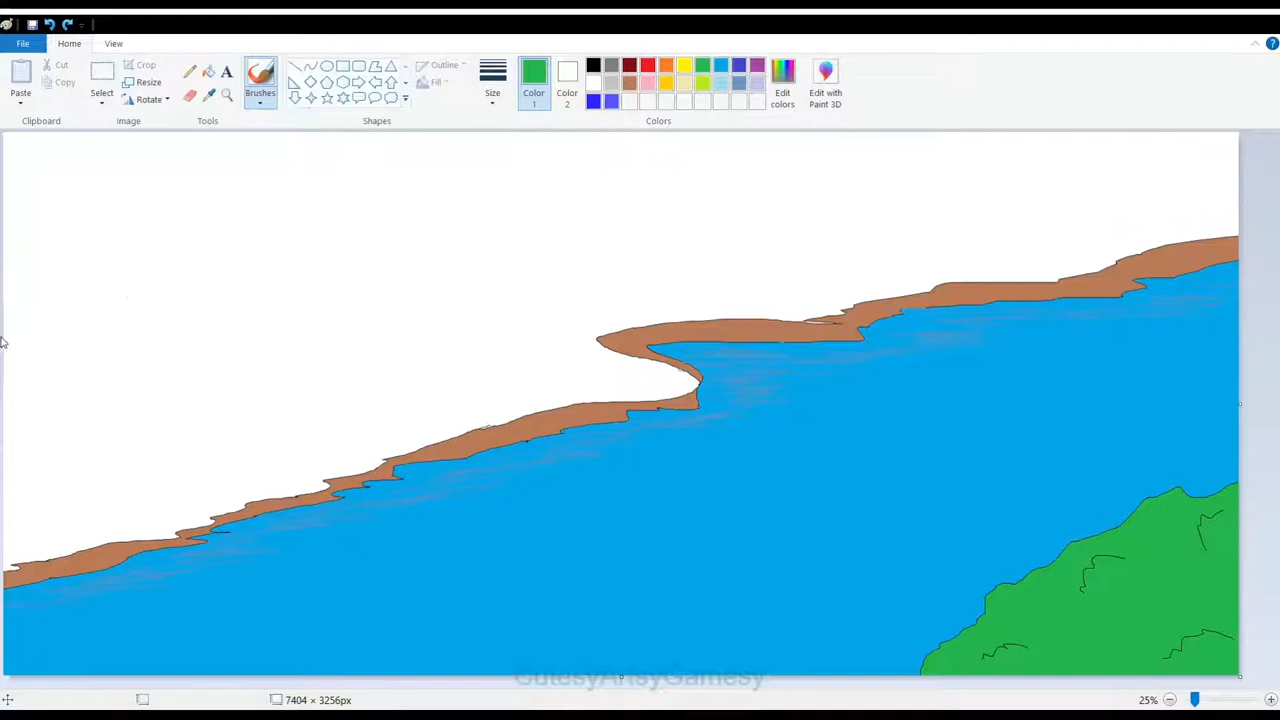 File Home View
Paste
Cut
Copy
Clipboard
Select
Crop
Resize
Rotate
Image
A
Tools
Brushes
Shapes
Outline
Fill
Size
Color
1
Color
2
Colors
Edit
colors
Edit with
Paint 3D
CutesyArtsyGamesy
7404 × 3256px
25%